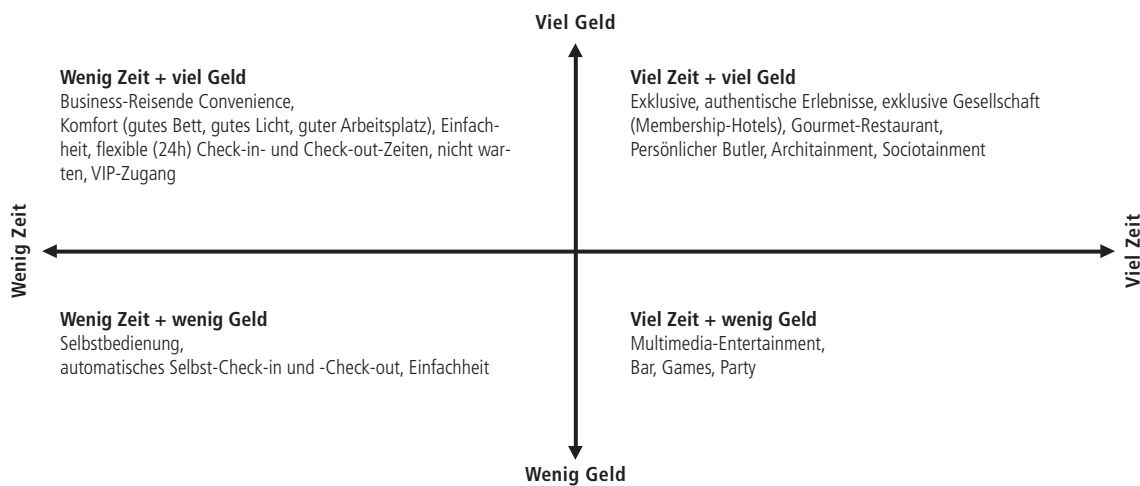 Viel Geld
Wenig Zeit + viel Geld
Business-Reisende Convenience,
Komfort (gutes Bett, gutes Licht, guter Arbeitsplatz), Einfach-
heit, flexible (24h) Check-in- und Check-out-Zeiten, nicht war-
ten, VIP-Zugang
Viel Zeit + viel Geld
Exklusive, authentische Erlebnisse, exklusive Gesellschaft
(Membership-Hotels), Gourmet-Restaurant,
Persönlicher Butler, Architainment, Sociotainment
Wenig Zeit
Viel Zeit
Wenig Zeit + wenig Geld
Selbstbedienung,
automatisches Selbst-Check-in und -Check-out, Einfachheit
Viel Zeit + wenig Geld
Multimedia-Entertainment,
Bar, Games, Party
Wenig Geld